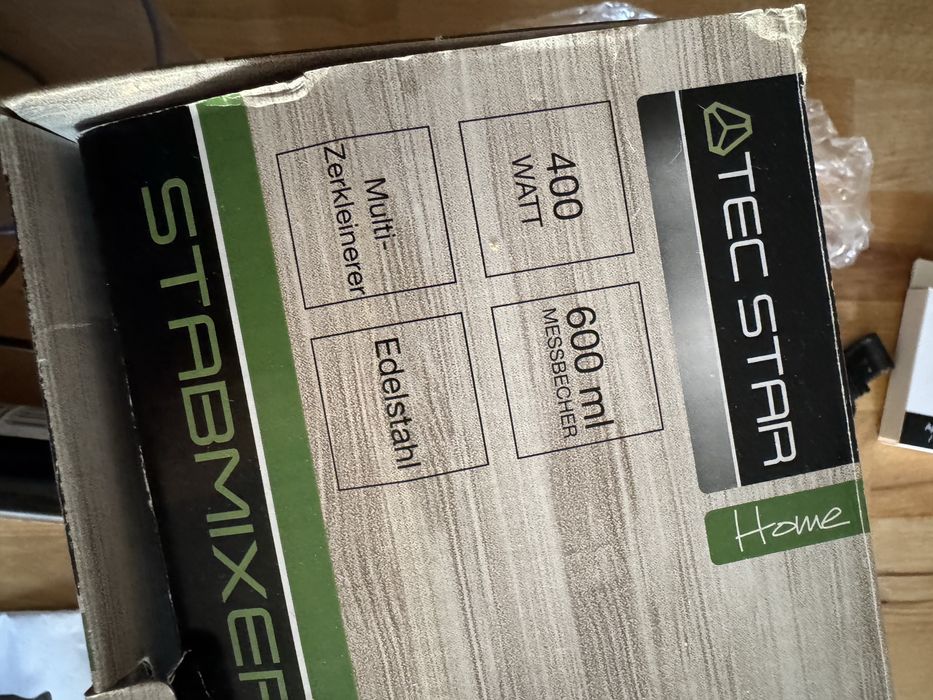 TEC STAR
Home
400
WATT
600 ml
MESSBECHER
Multi-
Zerkleinerer
Edelstahl
STABMIXER